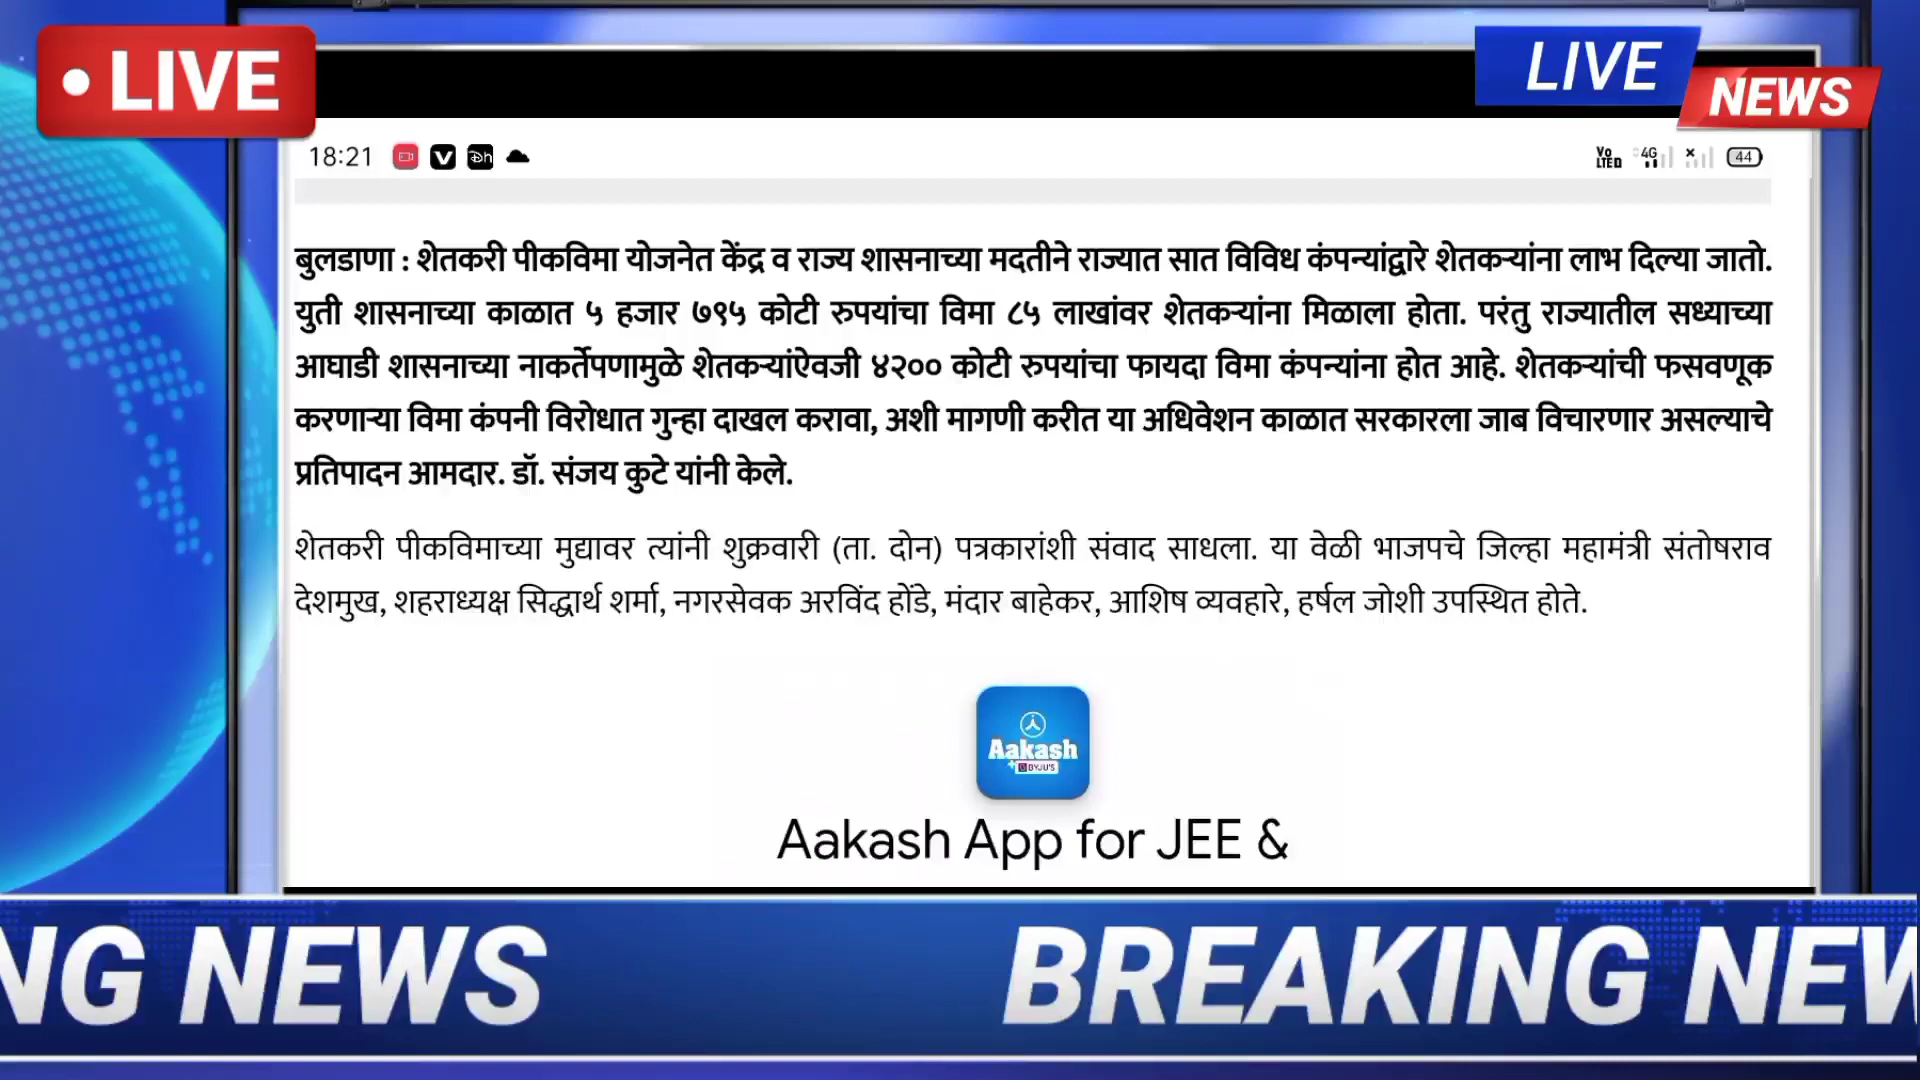 LIVE
LIVE
NEWS
18:21
Vo
LTE
4G
44
बुलडाणा : शेतकरी पीकविमा योजनेत केंद्र व राज्य शासनाच्या मदतीने राज्यात सात विविध कंपन्यांद्वारे शेतकऱ्यांना लाभ दिल्या जातो.
युती शासनाच्या काळात ५ हजार ७९५ कोटी रुपयांचा विमा ८५ लाखांवर शेतकऱ्यांना मिळाला होता. परंतु राज्यातील सध्याच्या
आघाडी शासनाच्या नाकर्तेपणामुळे शेतकऱ्यांऐवजी ४२०० कोटी रुपयांचा फायदा विमा कंपन्यांना होत आहे. शेतकऱ्यांची फसवणूक
करणाऱ्या विमा कंपनी विरोधात गुन्हा दाखल करावा, अशी मागणी करीत या अधिवेशन काळात सरकारला जाब विचारणार असल्याचे
प्रतिपादन आमदार. डॉ. संजय कुटे यांनी केले.
शेतकरी पीकविमाच्या मुद्यावर त्यांनी शुक्रवारी (ता. दोन) पत्रकारांशी संवाद साधला. या वेळी भाजपचे जिल्हा महामंत्री संतोषराव
देशमुख, शहराध्यक्ष सिद्धार्थ शर्मा, नगरसेवक अरविंद होंडे, मंदार बाहेकर, आशिष व्यवहारे, हर्षल जोशी उपस्थित होते.
Aakash
+ BYJU'S
Aakash App for JEE &
NG NEWS
BREAKING NEW